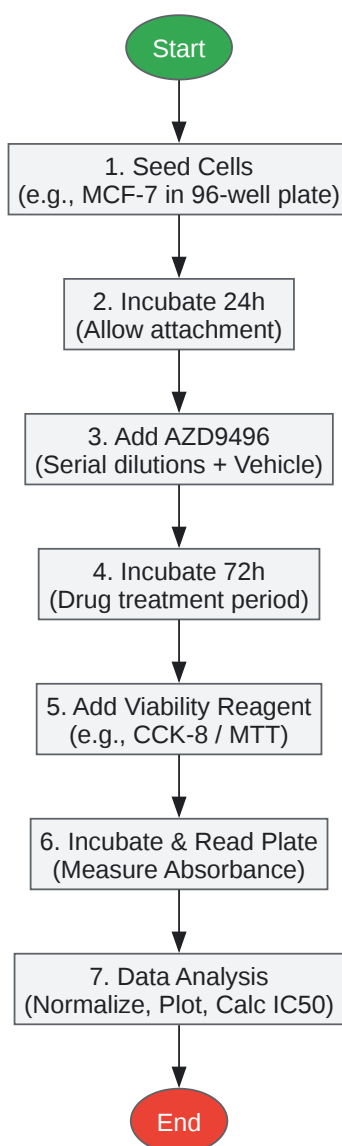 Start
1. Seed Cells
(e.g., MCF-7 in 96-well plate)
2. Incubate 24h
(Allow attachment)
3. Add AZD9496
(Serial dilutions + Vehicle)
4. Incubate 72h
(Drug treatment period)
5. Add Viability Reagent
(e.g., CCK-8 / MTT)
6. Incubate & Read Plate
(Measure Absorbance)
7. Data Analysis
(Normalize, Plot, Calc IC50)
End